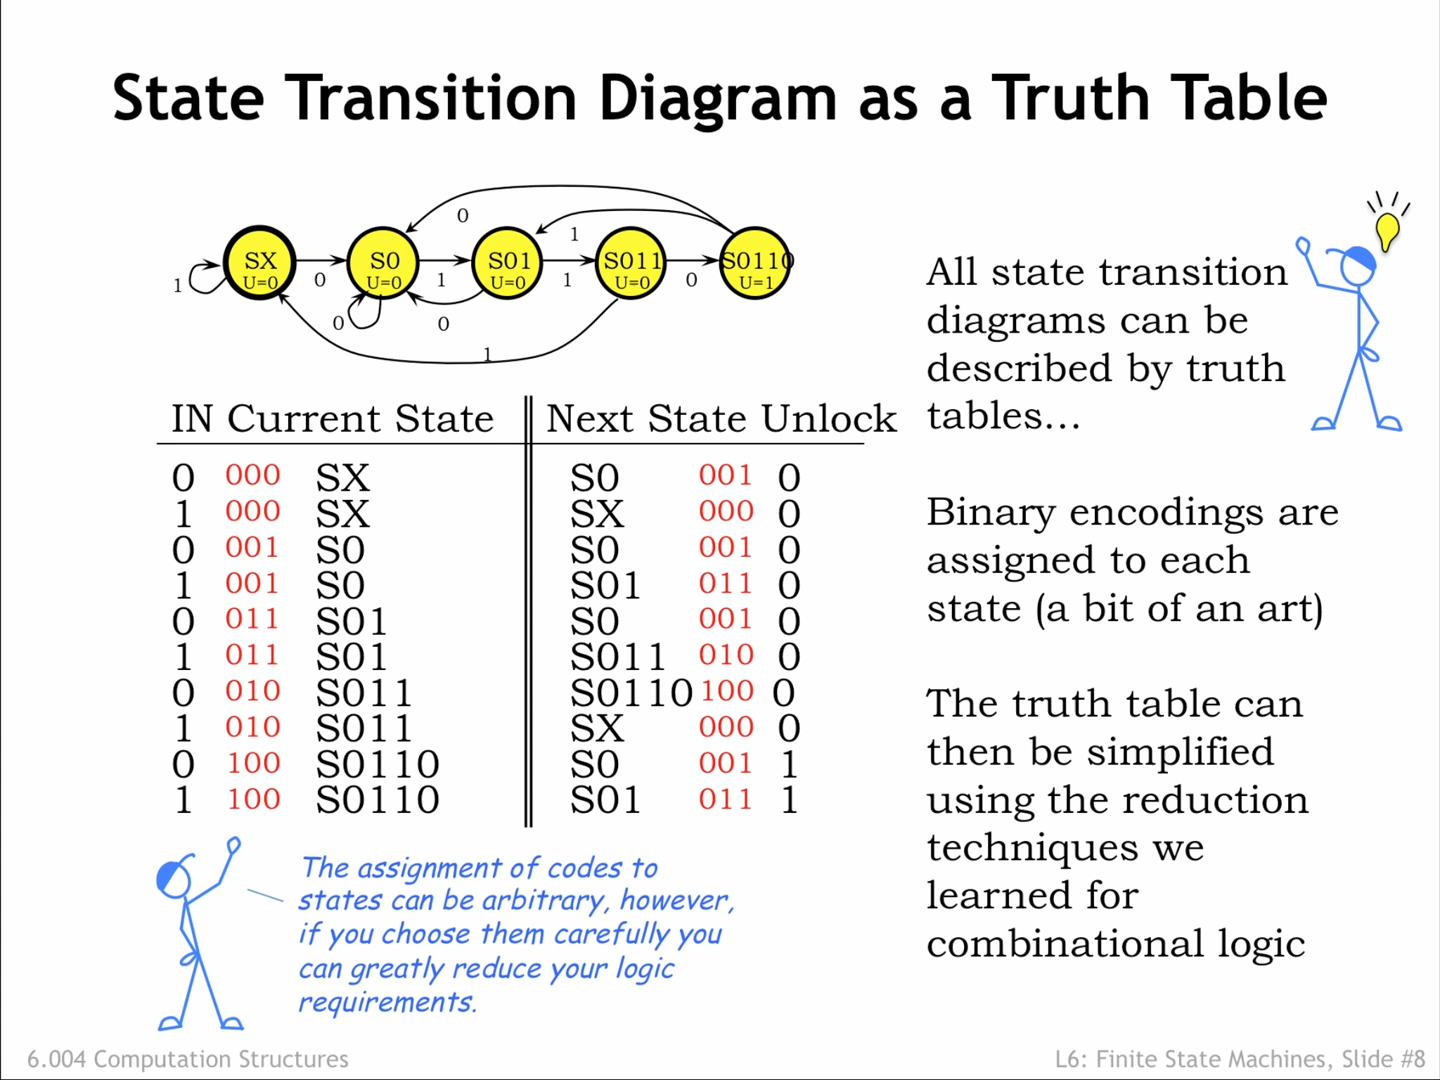 State Transition Diagram as a Truth Table
0
1
SX
S0
S01
S011
S0110
U=0
U=0
U=0
U=0
U=1
1
0
1
1
0
0
0
1
IN Current State Next State Unlock
0 000 SX S0 001 0
1 000 SX SX 000 0
0 001 S0 S0 001 0
1 001 S0 S01 011 0
0 011 S01 S0 001 0
1 011 S01 S011 010 0
0 010 S011 S0110 100 0
1 010 S011 SX 000 0
0 100 S0110 S0 001 1
1 100 S0110 S01 011 1
The assignment of codes to
states can be arbitrary, however,
if you choose them carefully you
can greatly reduce your logic
requirements.
All state transition
diagrams can be
described by truth
tables...
Binary encodings are
assigned to each
state (a bit of an art)
The truth table can
then be simplified
using the reduction
techniques we
learned for
combinational logic
6.004 Computation Structures
L6: Finite State Machines, Slide #8